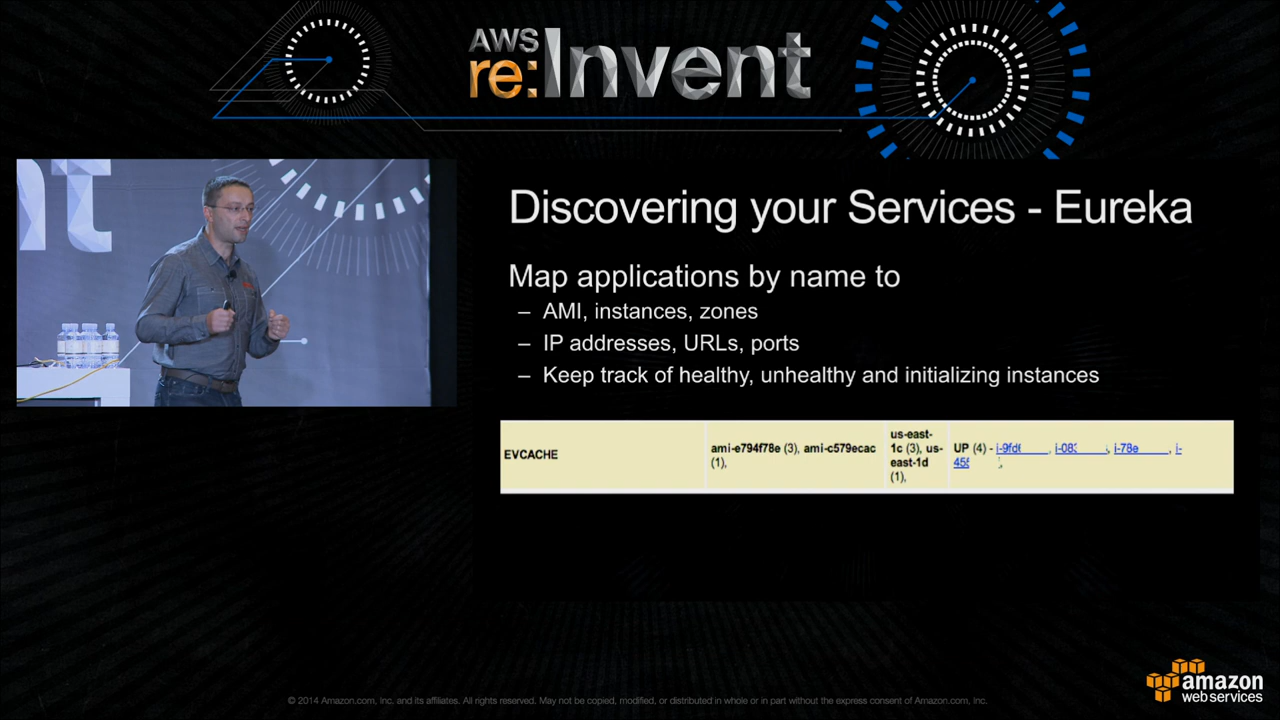 AWS
re:Invent
Discovering your Services - Eureka
Map applications by name to
– AMI, instances, zones
– IP addresses, URLs, ports
– Keep track of healthy, unhealthy and initializing instances
EVCACHE
ami-e794f78e (3), ami-c579ecac
(1),
us-east-
1c (3), us-
east-1d
(1),
UP (4) - i-9fd, i-08, i-78e, i-
45
© 2014 Amazon.com, Inc. and its affiliates. All rights reserved. May not be copied, modified, or distributed in whole or in part without the express consent of Amazon.com, Inc.
amazon
web services